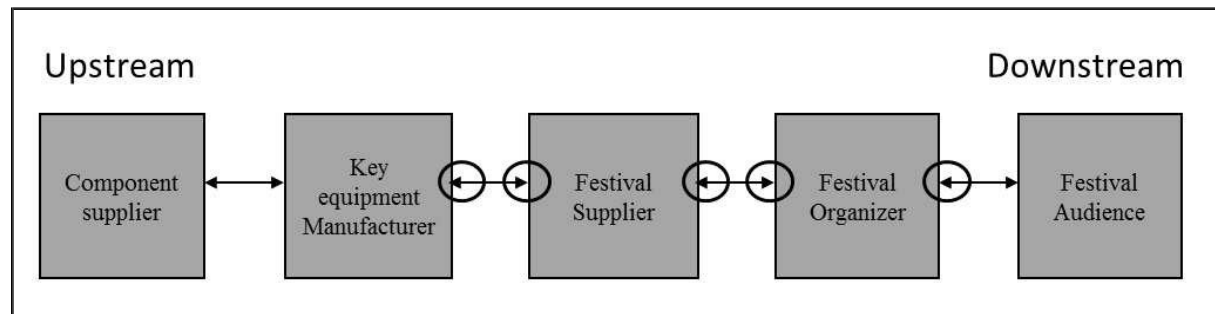 Upstream
Downstream
Component
supplier
Key
equipment
Manufacturer
Festival
Supplier
Festival
Organizer
Festival
Audience